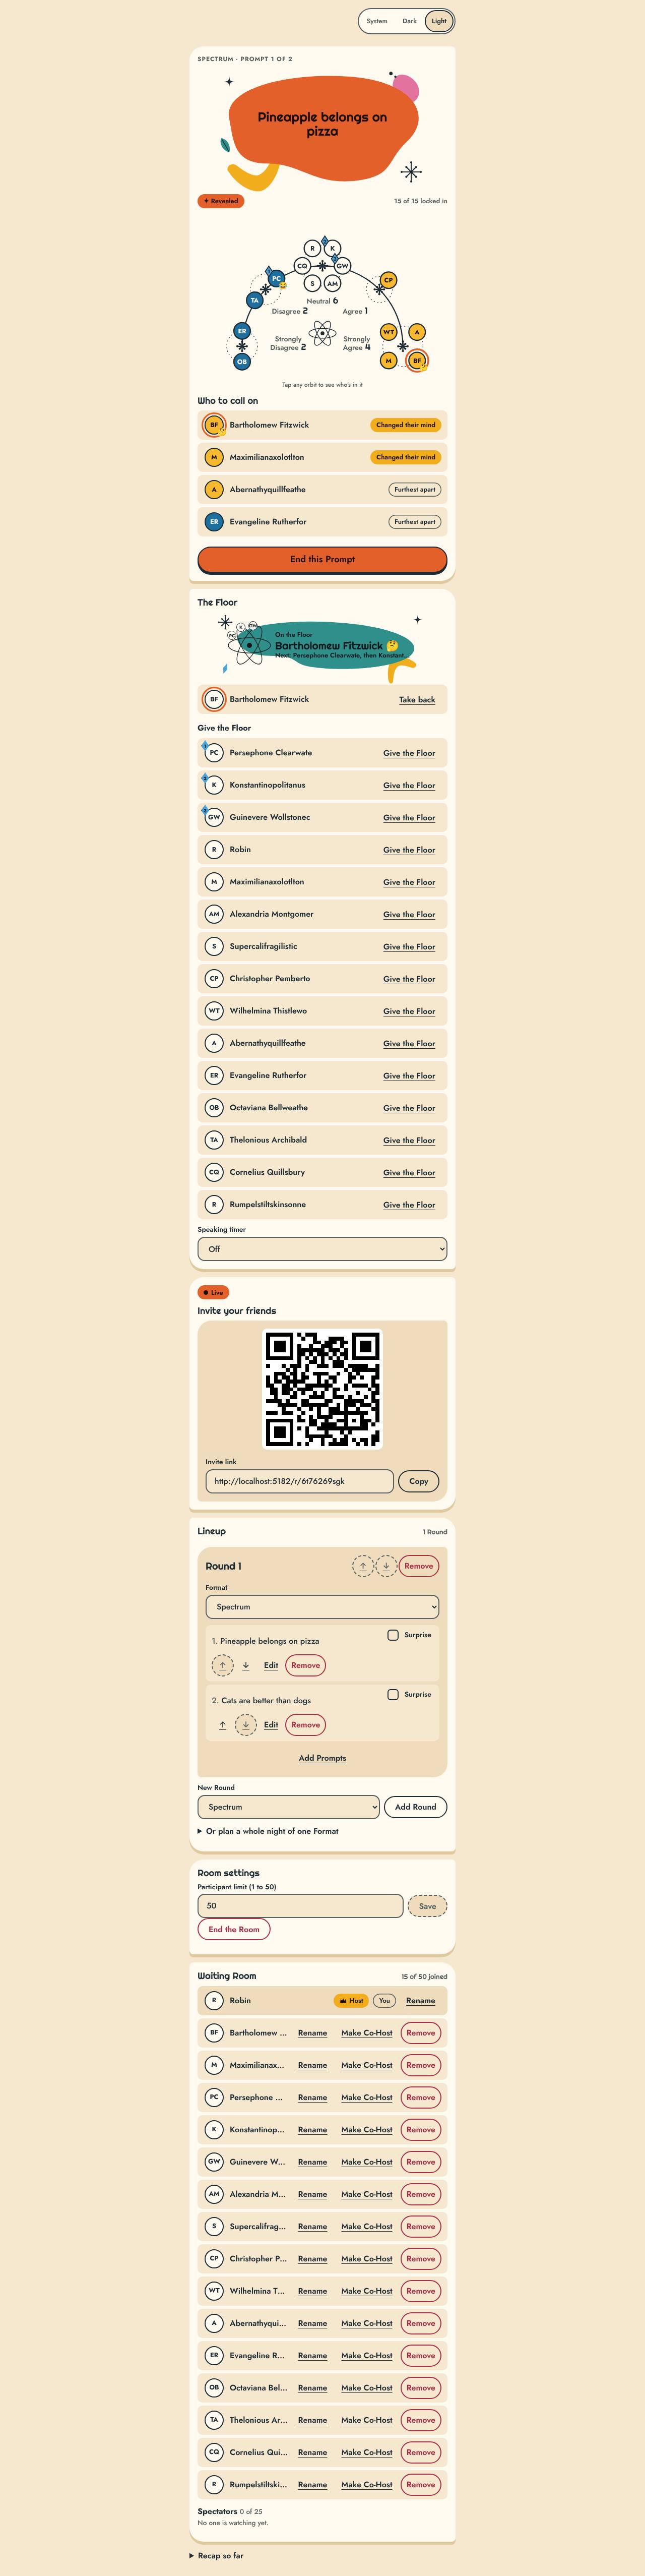 System Dark Light
SPECTRUM · PROMPT 1 OF 2
Pineapple belongs on
pizza
Revealed
15 of 15 locked in
R K
CQ GW
S AM
PC
TA
ER
OB
CP
WT A
M BF
Neutral 6
Disagree 2 Agree 1
Strongly
Disagree 2
Strongly
Agree 4
Tap any orbit to see who's in it
Who to call on
BF Bartholomew Fitzwick Changed their mind
M Maximilianaxolotlton Changed their mind
A Abernathyquillfeathe Furthest apart
ER Evangeline Rutherfor Furthest apart
End this Prompt
The Floor
PC K GW
On the Floor
Bartholomew Fitzwick 🤔
Next: Persephone Clearwate, then Konstant...
BF Bartholomew Fitzwick Take back
Give the Floor
1 PC Persephone Clearwate Give the Floor
2 K Konstantinopolitanus Give the Floor
3 GW Guinevere Wollstonec Give the Floor
R Robin Give the Floor
M Maximilianaxolotlton Give the Floor
AM Alexandria Montgomer Give the Floor
S Supercalifragilistic Give the Floor
CP Christopher Pemberto Give the Floor
WT Wilhelmina Thistlewo Give the Floor
A Abernathyquillfeathe Give the Floor
ER Evangeline Rutherfor Give the Floor
OB Octaviana Bellweathe Give the Floor
TA Thelonious Archibald Give the Floor
CQ Cornelius Quillsbury Give the Floor
R Rumpelstiltskinsonne Give the Floor
Speaking timer
Off
Live
Invite your friends
Invite link
http://localhost:5182/r/6t76269sgk Copy
Lineup 1 Round
Round 1 ↑ ↓ Remove
Format
Spectrum
1. Pineapple belongs on pizza Surprise
↑ ↓ Edit Remove
2. Cats are better than dogs Surprise
↑ ↓ Edit Remove
Add Prompts
New Round
Spectrum Add Round
Or plan a whole night of one Format
Room settings
Participant limit (1 to 50)
50 Save
End the Room
Waiting Room 15 of 50 joined
R Robin Host You Rename
BF Bartholomew ... Rename Make Co-Host Remove
M Maximilianax... Rename Make Co-Host Remove
PC Persephone ... Rename Make Co-Host Remove
K Konstantinop... Rename Make Co-Host Remove
GW Guinevere W... Rename Make Co-Host Remove
AM Alexandria M... Rename Make Co-Host Remove
S Supercalifrag... Rename Make Co-Host Remove
CP Christopher P... Rename Make Co-Host Remove
WT Wilhelmina T... Rename Make Co-Host Remove
A Abernathyqui... Rename Make Co-Host Remove
ER Evangeline R... Rename Make Co-Host Remove
OB Octaviana Bel... Rename Make Co-Host Remove
TA Thelonious Ar... Rename Make Co-Host Remove
CQ Cornelius Qui... Rename Make Co-Host Remove
R Rumpelstiltski... Rename Make Co-Host Remove
Spectators 0 of 25
No one is watching yet.
Recap so far